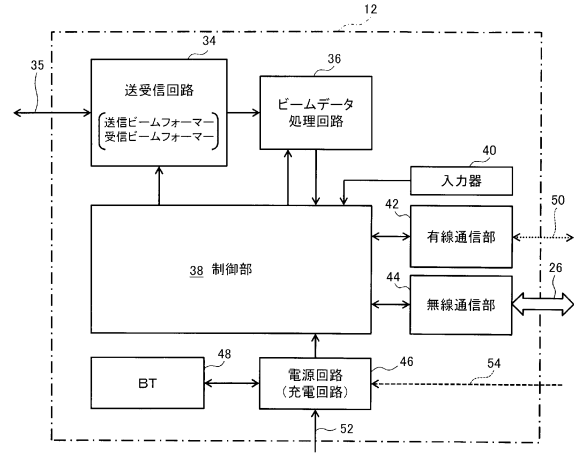 12
34
35
送受信回路
送信ビームフォーマー
受信ビームフォーマー
36
ビームデータ
処理回路
40
入力器
42
有線通信部
50
38 制御部
44
無線通信部
26
48
BT
46
電源回路
(充電回路)
54
52